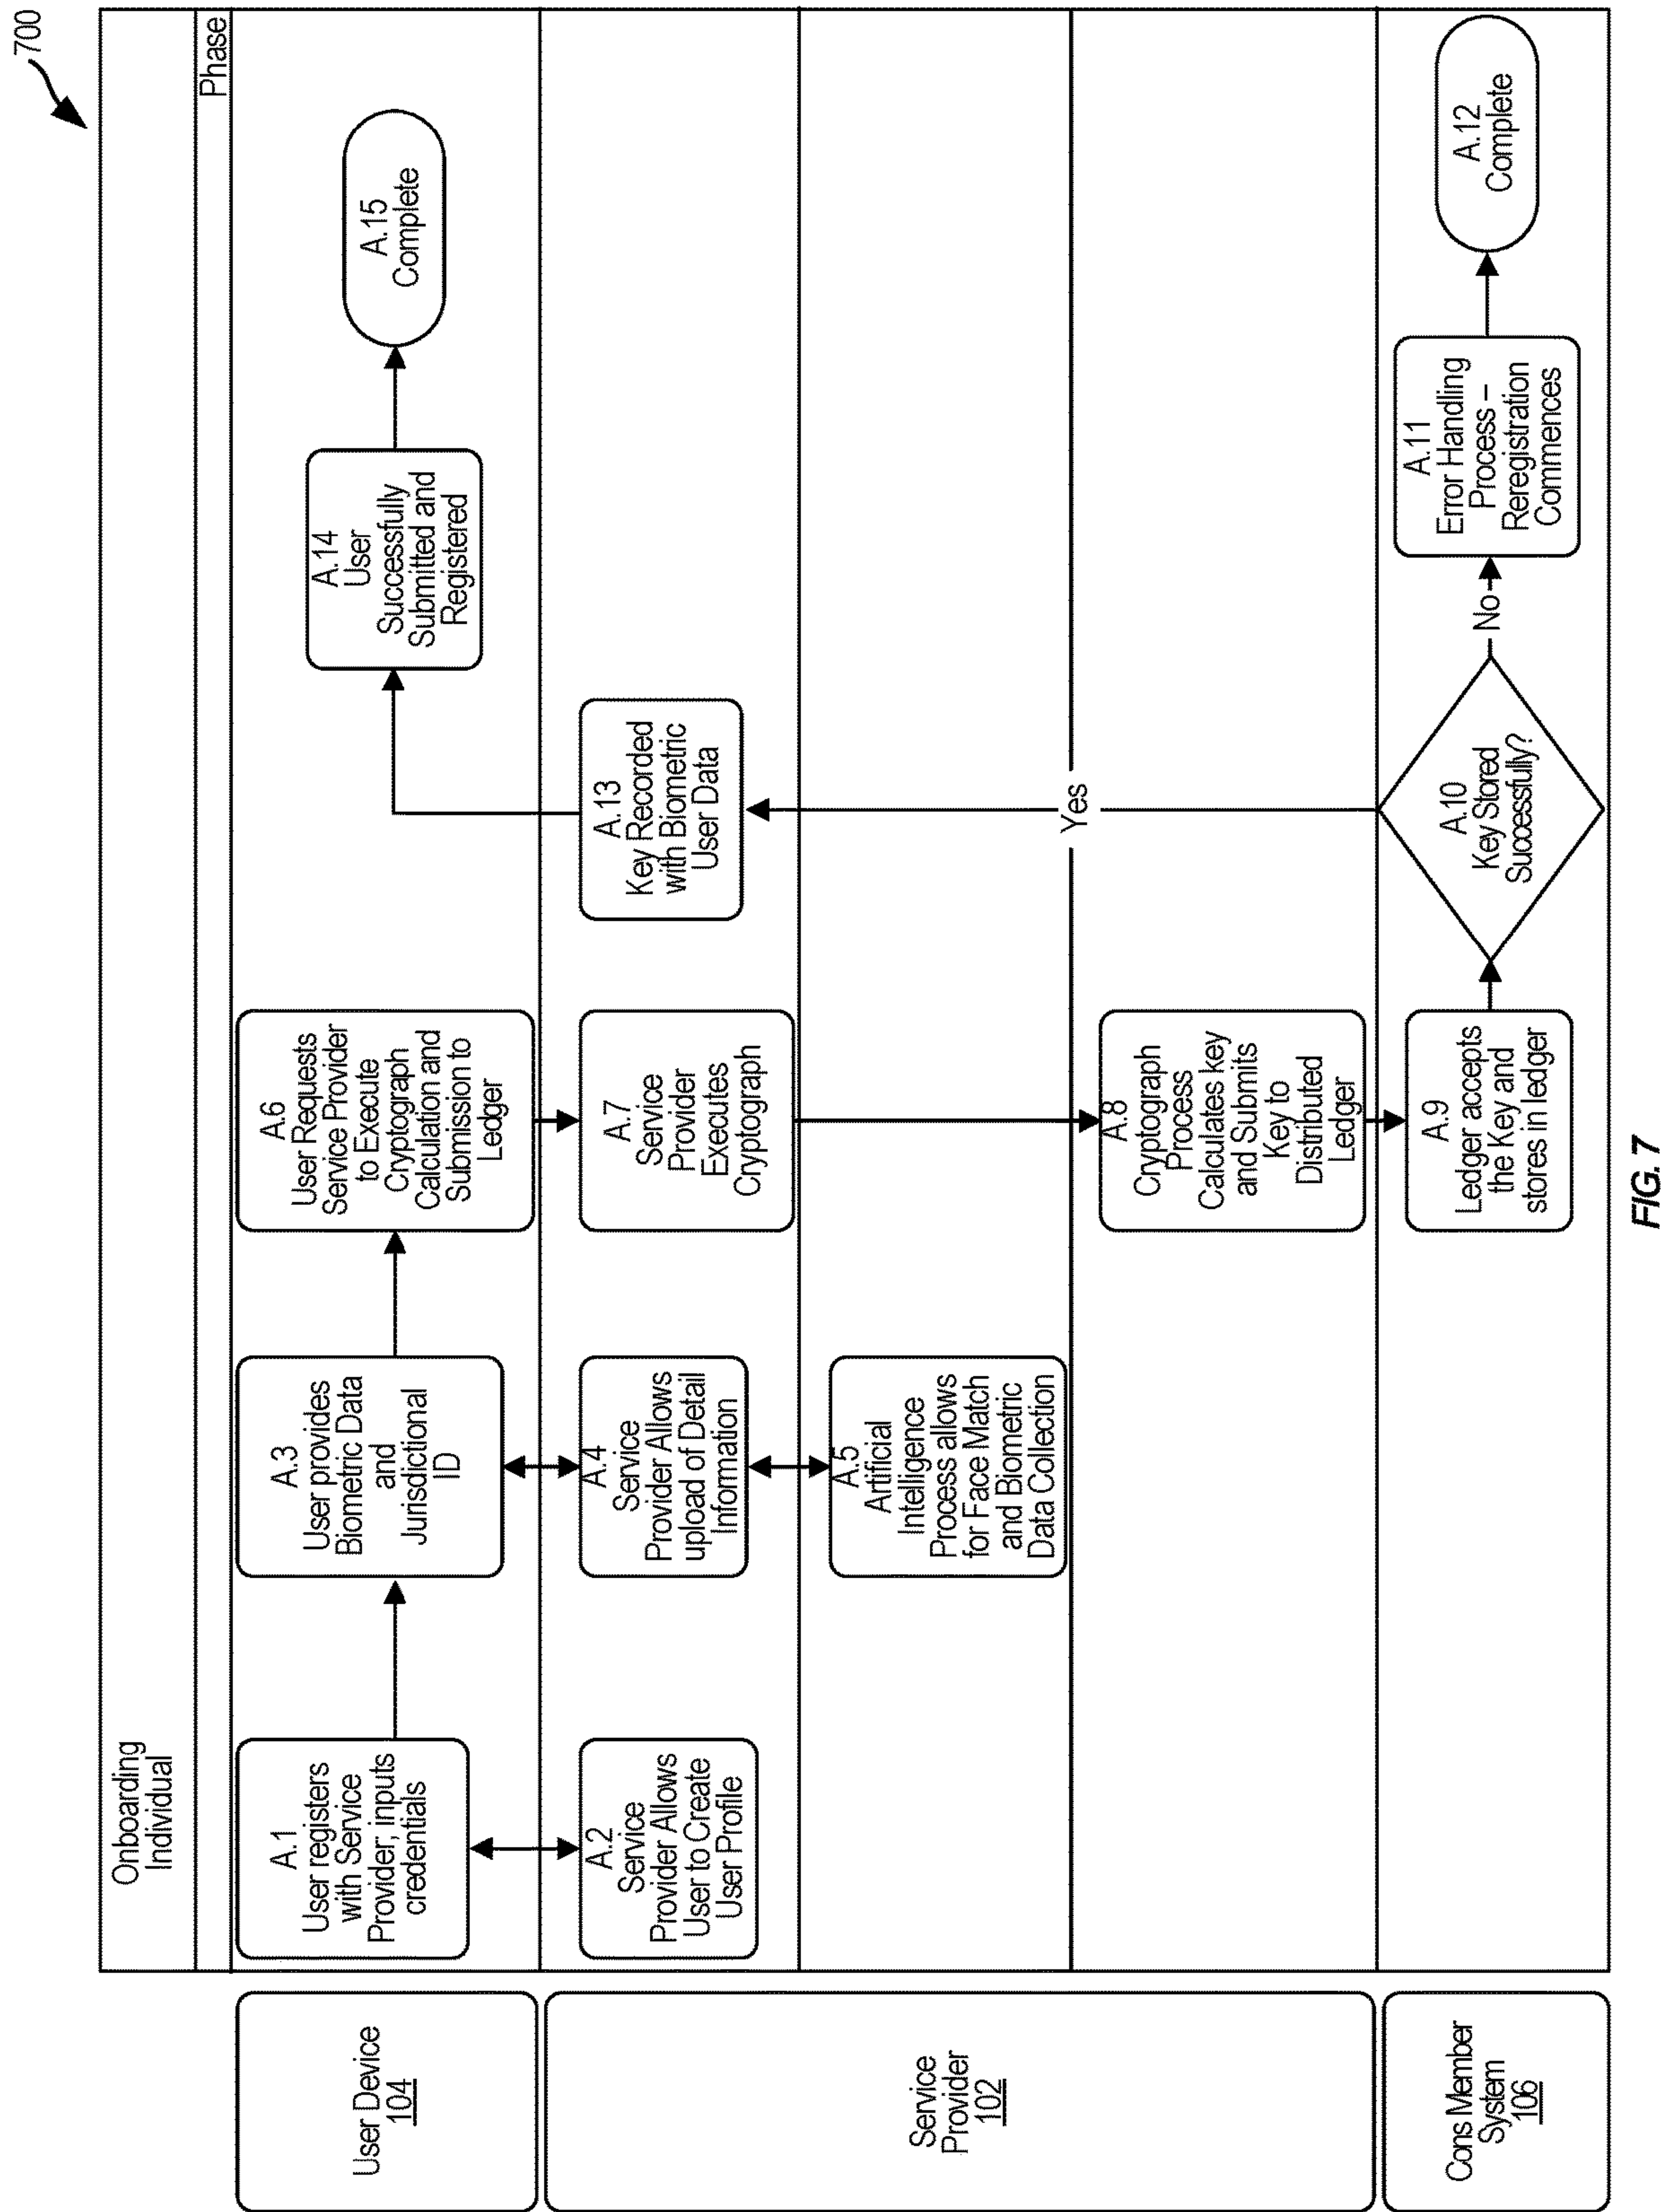 700
Onboarding
Individual
Phase
User Device
104
A.1
User registers
with Service
Provider, inputs
credentials
A.3
User provides
Biometric Data
and
Jurisdictional
ID
A.6
User Requests
Service Provider
to Execute
Cryptograph
Calculation and
Submission to
Ledger
A.14
User
Successfully
Submitted and
Registered
A.15
Complete
Service
Provider
102
A.2
Service
Provider Allows
User to Create
User Profile
A.4
Service
Provider Allows
upload of Detail
Information
A.7
Service
Provider
Executes
Cryptograph
A.13
Key Recorded
with Biometric
User Data
A.5
Artificial
Intelligence
Process allows
for Face Match
and Biometric
Data Collection
Yes
A.8
Cryptograph
Process
Calculates key
and Submits
Key to
Distributed
Ledger
Cons Member
System
106
A.9
Ledger accepts
the Key and
stores in ledger
A.10
Key Stored
Successfully?
No
A.11
Error Handling
Process –
Reregistration
Commences
A.12
Complete
FIG. 7